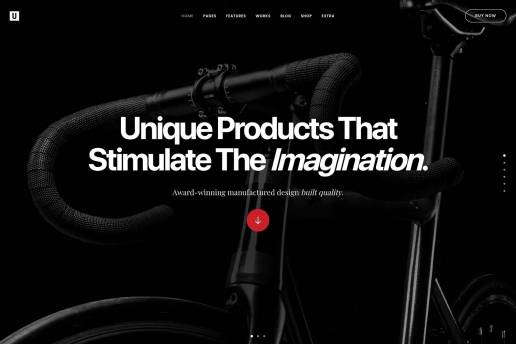 U
HOME PAGES FEATURES WORKS BLOG SHOP EXTRA
BUY NOW
Unique Products That
Stimulate The Imagination.
Award-winning manufactured design built quality.